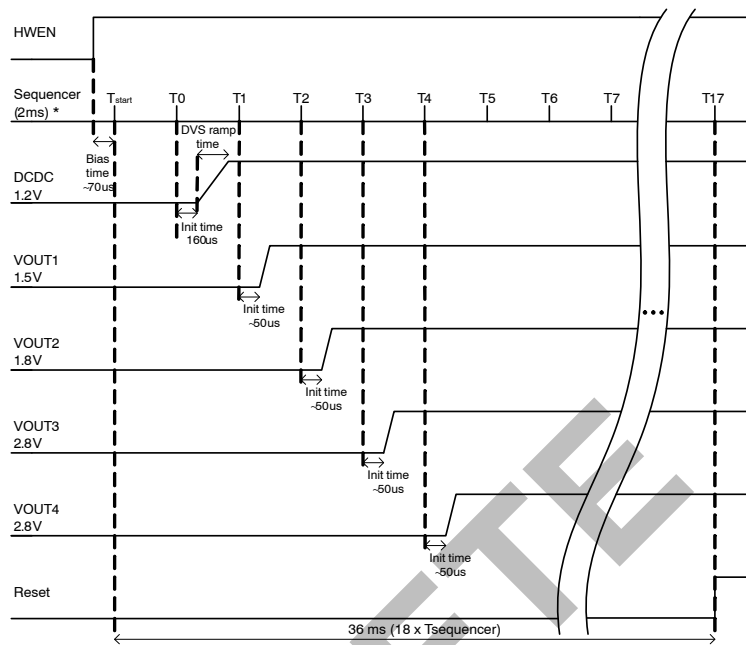 HWEN
Sequencer
(2ms) *
Tstart
T0
T1
T2
T3
T4
T5
T6
T7
T17
DVS ramp
time
Bias
time
~70us
DCDC
1.2V
Init time
160us
VOUT1
1.5V
Init time
~50us
VOUT2
1.8V
Init time
~50us
VOUT3
2.8V
Init time
~50us
VOUT4
2.8V
Init time
~50us
Reset
36 ms (18 x Tsequencer)
...
ETE